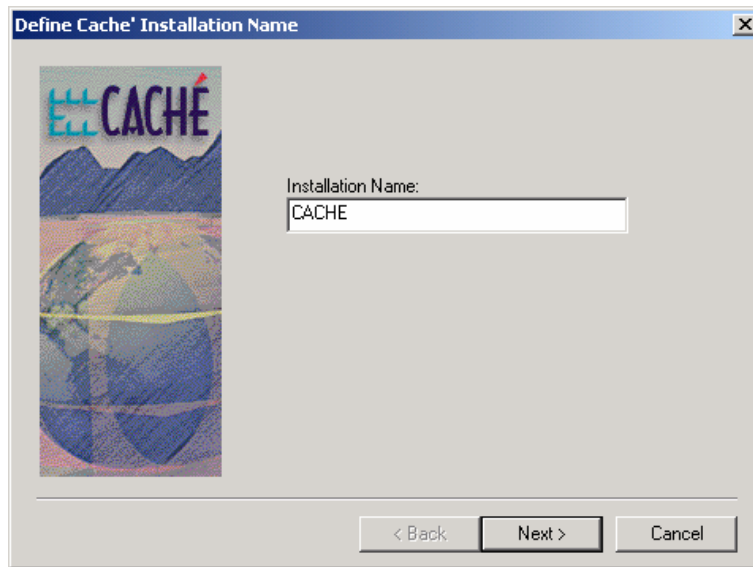 Define Cache' Installation Name
CACHÉ
Installation Name:
CACHE
< Back
Next >
Cancel